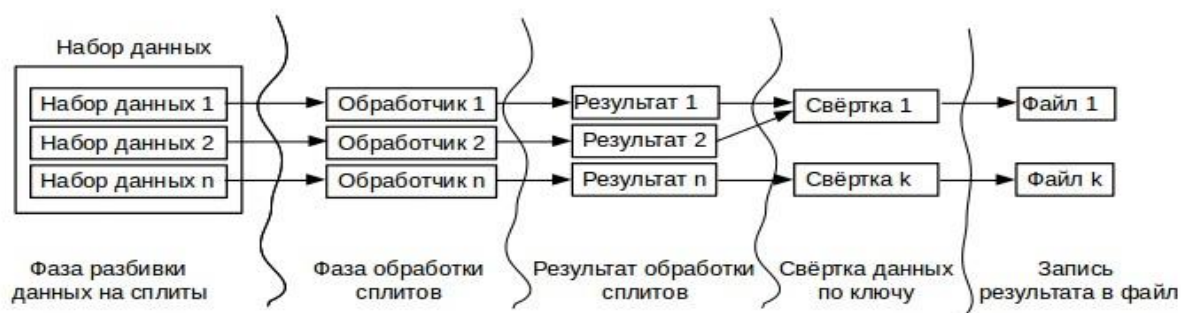 Набор данных
Набор данных 1
Обработчик 1
Результат 1
Свёртка 1
Файл 1
Набор данных 2
Обработчик 2
Результат 2
Набор данных n
Обработчик n
Результат n
Свёртка k
Файл k
Фаза разбивки
данных на сплиты
Фаза обработки
сплитов
Результат обработки
сплитов
Свёртка данных
по ключу
Запись
результата в файл